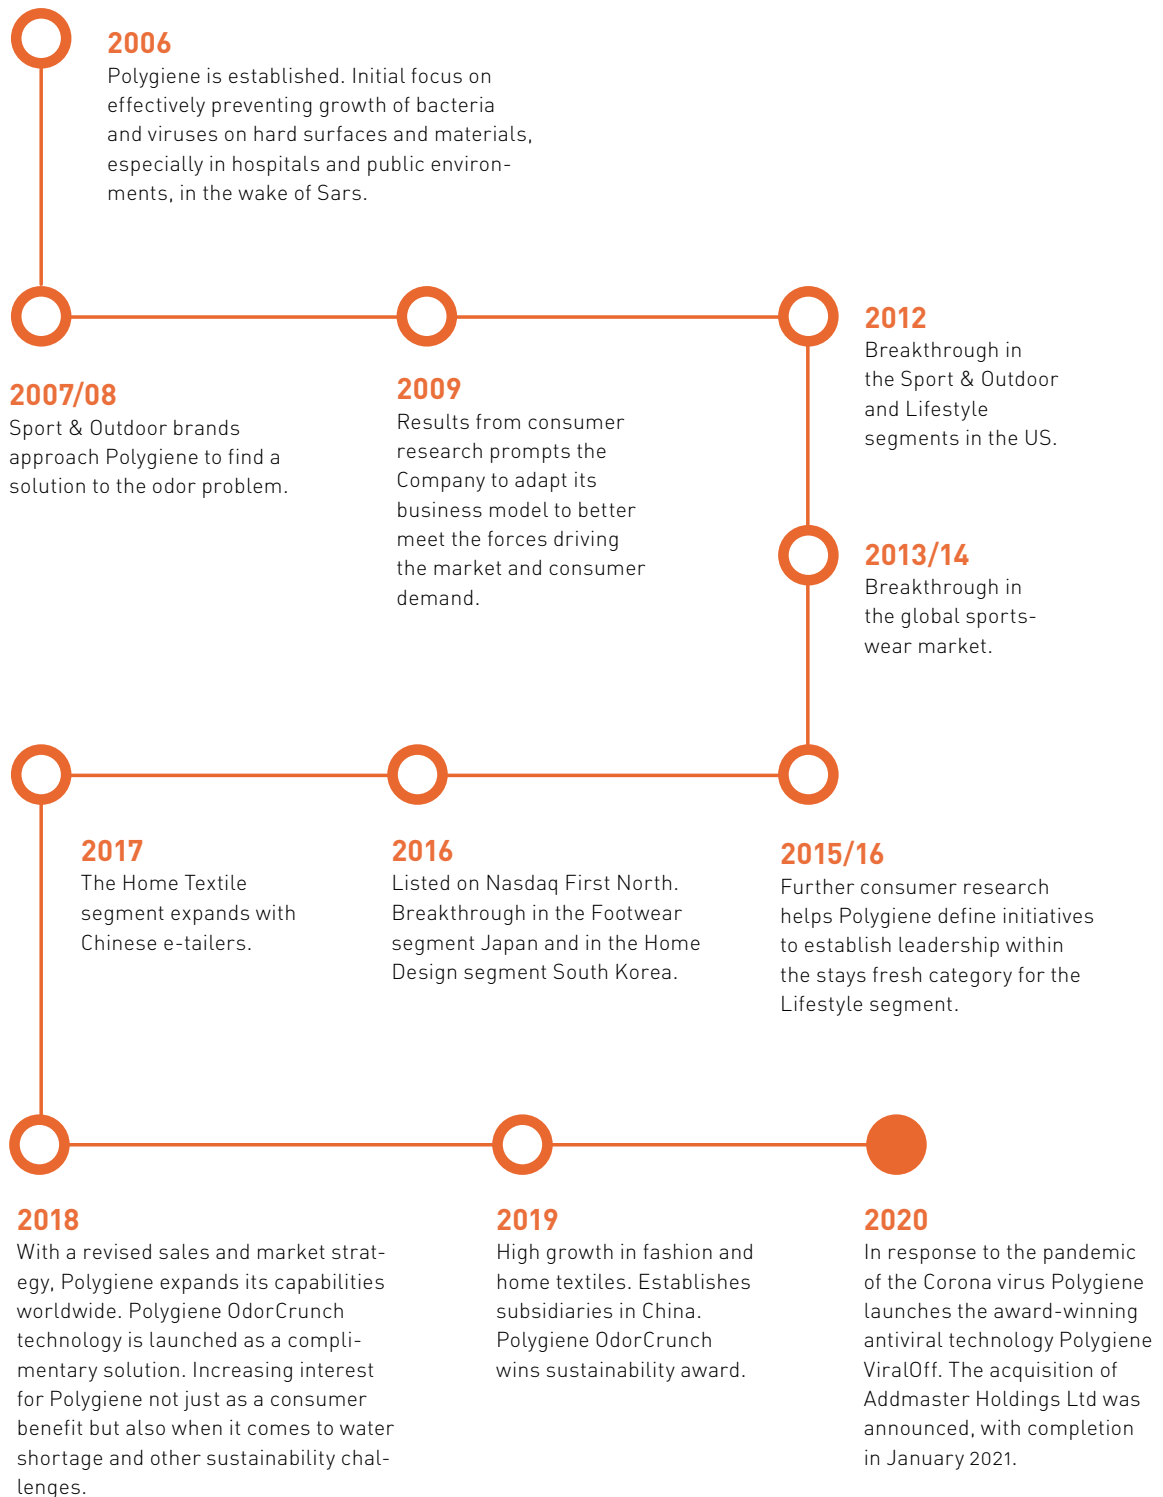 2006
Polygiene is established. Initial focus on
effectively preventing growth of bacteria
and viruses on hard surfaces and materials,
especially in hospitals and public environ-
ments, in the wake of Sars.
2007/08
Sport & Outdoor brands
approach Polygiene to find a
solution to the odor problem.
2009
Results from consumer
research prompts the
Company to adapt its
business model to better
meet the forces driving
the market and consumer
demand.
2012
Breakthrough in
the Sport & Outdoor
and Lifestyle
segments in the US.
2013/14
Breakthrough in
the global sports-
wear market.
2015/16
Further consumer research
helps Polygiene define initiatives
to establish leadership within
the stays fresh category for the
Lifestyle segment.
2016
Listed on Nasdaq First North.
Breakthrough in the Footwear
segment Japan and in the Home
Design segment South Korea.
2017
The Home Textile
segment expands with
Chinese e-tailers.
2018
With a revised sales and market strat-
egy, Polygiene expands its capabilities
worldwide. Polygiene OdorCrunch
technology is launched as a compli-
mentary solution. Increasing interest
for Polygiene not just as a consumer
benefit but also when it comes to water
shortage and other sustainability chal-
lenges.
2019
High growth in fashion and
home textiles. Establishes
subsidiaries in China.
Polygiene OdorCrunch
wins sustainability award.
2020
In response to the pandemic
of the Corona virus Polygiene
launches the award-winning
antiviral technology Polygiene
ViralOff. The acquisition of
Addmaster Holdings Ltd was
announced, with completion
in January 2021.